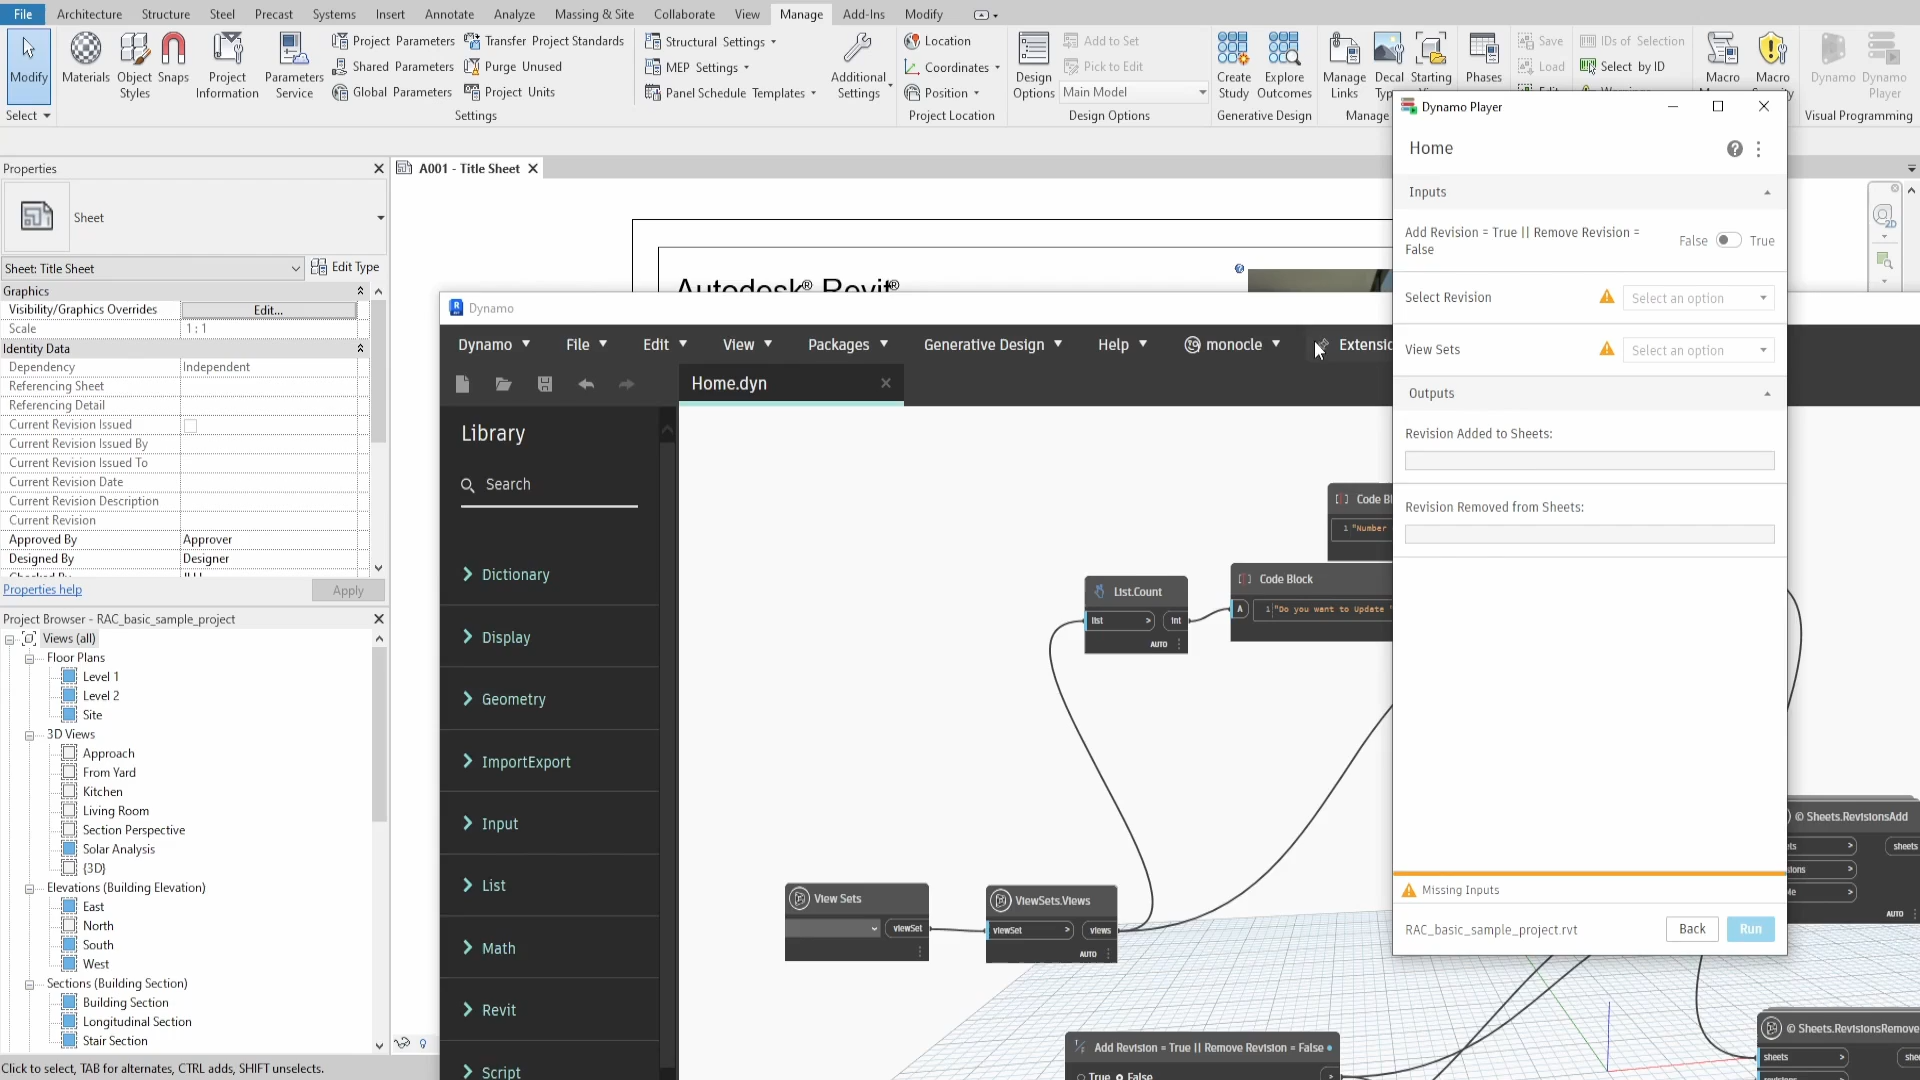 File Architecture Structure Steel Precast Systems Insert Annotate Analyze Massing & Site Collaborate View Manage Add-Ins Modify
Modify
Select
Materials
Object Styles
Snaps
Project Information
Parameters Service
Project Parameters
Shared Parameters
Global Parameters
Transfer Project Standards
Purge Unused
Project Units
Settings
Structural Settings
MEP Settings
Panel Schedule Templates
Additional Settings
Location
Coordinates
Position
Project Location
Design Options
Add to Set
Pick to Edit
Main Model
Design Options
Create Study
Explore Outcomes
Generative Design
Manage Links
Decal
Starting
Manage
Phases
Save
Load
IDs of Selection
Select by ID
Macro
Macro
Dynamo
Dynamo Player
Visual Programming
Properties
Sheet
Sheet: Title Sheet
Edit Type
Graphics
Visibility/Graphics Overrides Edit...
Scale 1 : 1
Identity Data
Dependency Independent
Referencing Sheet
Referencing Detail
Current Revision Issued
Current Revision Issued By
Current Revision Issued To
Current Revision Date
Current Revision Description
Current Revision
Approved By Approver
Designed By Designer
Properties help
Apply
Project Browser - RAC_basic_sample_project
Views (all)
Floor Plans
Level 1
Level 2
Site
3D Views
Approach
From Yard
Kitchen
Living Room
Section Perspective
Solar Analysis
{3D}
Elevations (Building Elevation)
East
North
South
West
Sections (Building Section)
Building Section
Longitudinal Section
Stair Section
Click to select, TAB for alternates, CTRL adds, SHIFT unselects.
A001 - Title Sheet
Autodesk® Revit®
Dynamo
Dynamo File Edit View Packages Generative Design Help monocle Extensio
Home.dyn
Library
Search
Dictionary
Display
Geometry
ImportExport
Input
List
Math
Revit
Script
Code Bl
1 "Number
List.Count
list > int
AUTO
Code Block
A 1 "Do you want to Update "
View Sets
viewSet
ViewSets.Views
viewSet > views
AUTO
Add Revision = True || Remove Revision = False
True False
© Sheets.RevisionsAdd
sheets
AUTO
© Sheets.RevisionsRemove
sheets >
Dynamo Player
Home
Inputs
Add Revision = True || Remove Revision =
False
False True
Select Revision Select an option
View Sets Select an option
Outputs
Revision Added to Sheets:
Revision Removed from Sheets:
Missing Inputs
RAC_basic_sample_project.rvt Back Run